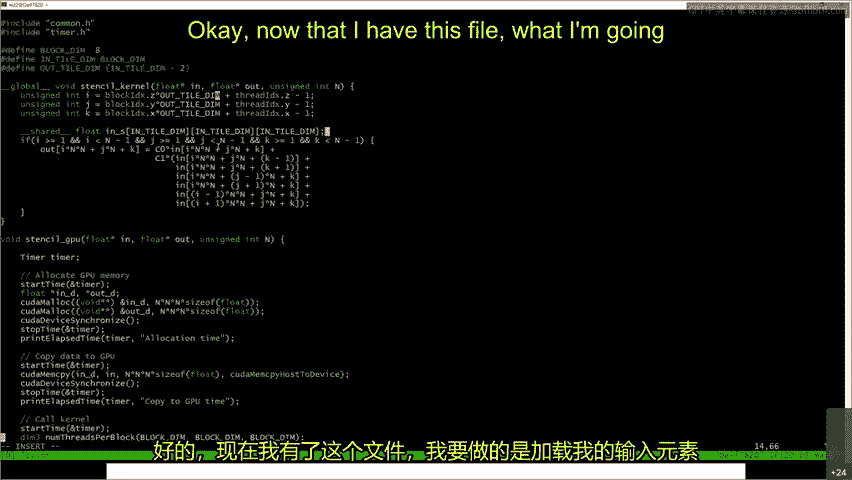 #include "common.h"
#include "timer.h"
Okay, now that I have this file, what I'm going
#define BLOCK_DIM 8
#define IN_TILE_DIM BLOCK_DIM
#define OUT_TILE_DIM (IN_TILE_DIM - 2)
__global__ void stencil_kernel(float* in, float* out, unsigned int N) {
unsigned int i = blockIdx.z*OUT_TILE_DIM + threadIdx.z - 1;
unsigned int j = blockIdx.y*OUT_TILE_DIM + threadIdx.y - 1;
unsigned int k = blockIdx.x*OUT_TILE_DIM + threadIdx.x - 1;
__shared__ float in_s[IN_TILE_DIM][IN_TILE_DIM][IN_TILE_DIM];
if(i >= 1 && i < N - 1 && j >= 1 && j < N - 1 && k >= 1 && k < N - 1) {
out[i*N*N + j*N + k] = C0*in[i*N*N + j*N + k] +
C1*(in[i*N*N + j*N + (k - 1)] +
in[i*N*N + j*N + (k + 1)] +
in[i*N*N + (j - 1)*N + k] +
in[i*N*N + (j + 1)*N + k] +
in[(i - 1)*N*N + j*N + k] +
in[(i + 1)*N*N + j*N + k]);
}
}
void stencil_gpu(float* in, float* out, unsigned int N) {
Timer timer;
// Allocate GPU memory
startTime(&timer);
float *in_d, *out_d;
cudaMalloc((void**) &in_d, N*N*N*sizeof(float));
cudaMalloc((void**) &out_d, N*N*N*sizeof(float));
cudaDeviceSynchronize();
stopTime(&timer);
printElapsedTime(timer, "Allocation time");
// Copy data to GPU
startTime(&timer);
cudaMemcpy(in_d, in, N*N*N*sizeof(float), cudaMemcpyHostToDevice);
cudaDeviceSynchronize();
stopTime(&timer);
printElapsedTime(timer, "Copy to GPU time");
// Call kernel
startTime(&timer);
dim3 numThreadsPerBlock(BLOCK_DIM, BLOCK_DIM, BLOCK_DIM);
-- INSERT --
14,66
好的，现在我有了这个文件，我要做的是加载我的输入元素
+24